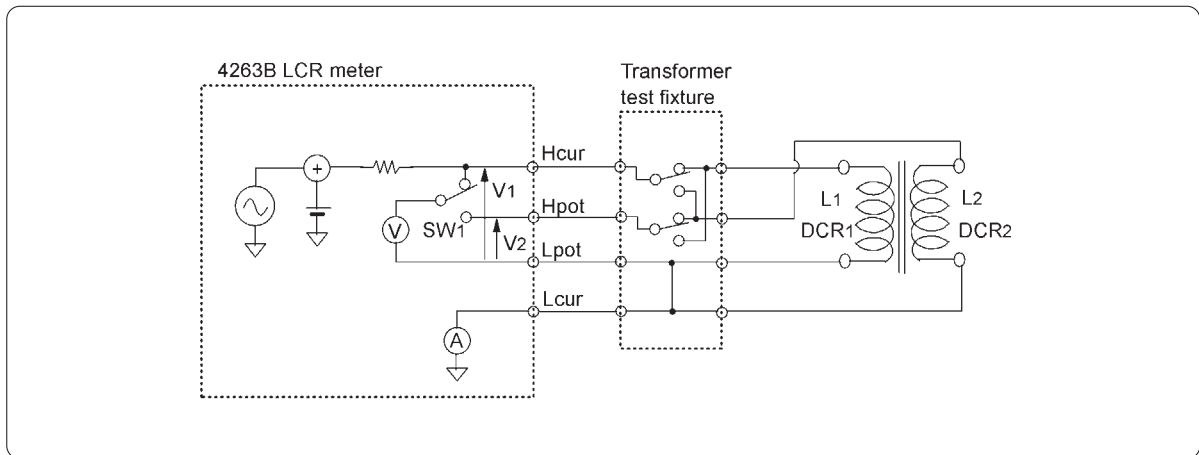 4263B LCR meter
Transformer
test fixture
Hcur
V1
Hpot
SW1
V
V2
Lpot
Lcur
A
L1
DCR1
L2
DCR2
+